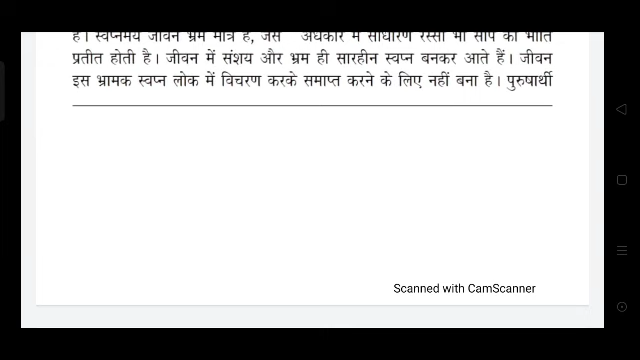 है। स्वप्नमय जीवन भ्रम मात्र है, जैसे अंधकार में साधारण रस्सी भी साँप की भाँति
प्रतीत होती है। जीवन में संशय और भ्रम ही सारहीन स्वप्न बनकर आते हैं। जीवन
इस भ्रामक स्वप्न लोक में विचरण करके समाप्त करने के लिए नहीं बना है। पुरुषार्थी
Scanned with CamScanner